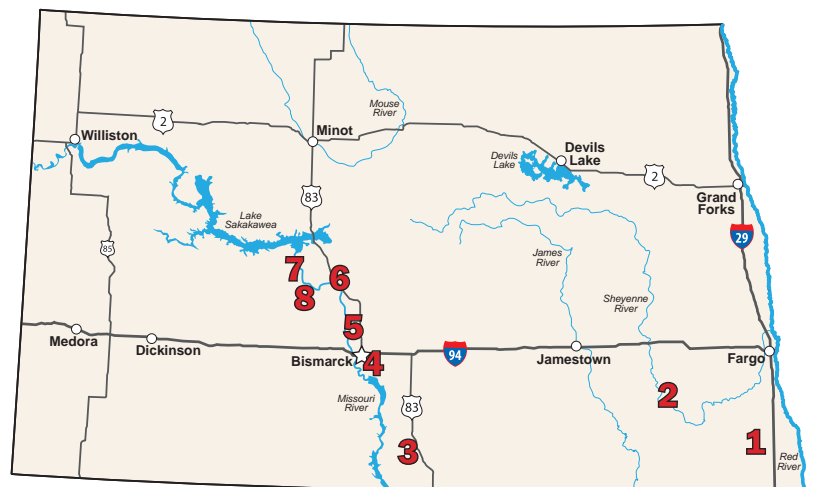 Mouse
River
2
Williston
Minot
Devils
Lake
Devils
Lake
2
83
Grand
Forks
Lake
Sakakawea
29
85
James
River
7
6
8
Sheyenne
River
5
Medora
Dickinson
Bismarck
4
94
Jamestown
Fargo
Missouri
River
83
2
3
1
Red
River